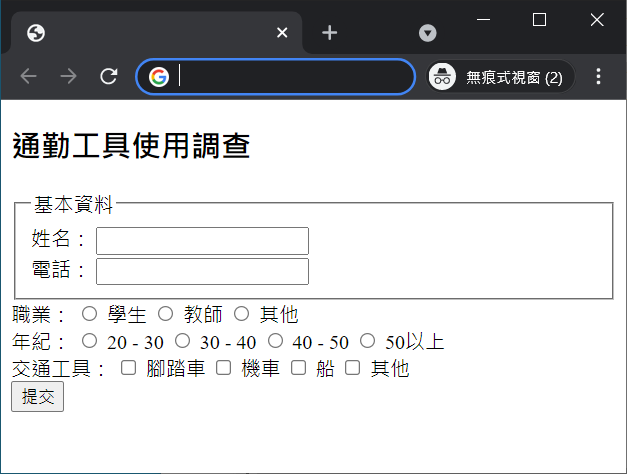 無痕式視窗 (2)
通勤工具使用調查
基本資料
姓名：
電話：
職業： 學生 教師 其他
年紀： 20 - 30 30 - 40 40 - 50 50以上
交通工具： 腳踏車 機車 船 其他
提交